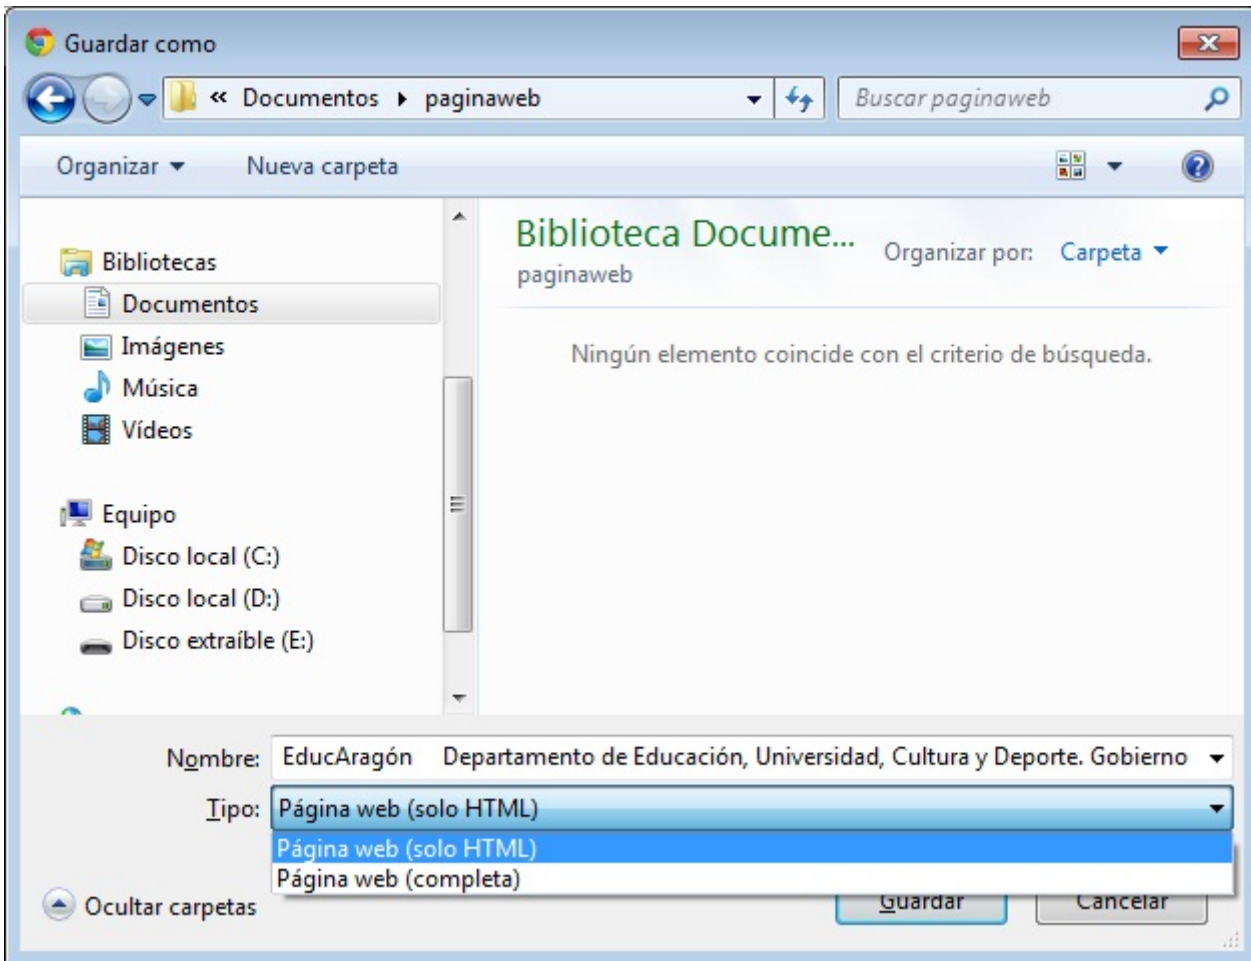 Guardar como
« Documentos paginaweb
Buscar paginaweb
Organizar
Nueva carpeta
Bibliotecas
Documentos
Imágenes
Música
Vídeos
Equipo
Disco local (C:)
Disco local (D:)
Disco extraíble (E:)
Biblioteca Docume...
paginaweb
Organizar por: Carpeta
Ningún elemento coincide con el criterio de búsqueda.
Nombre: EducAragón Departamento de Educación, Universidad, Cultura y Deporte. Gobierno
Tipo: Página web (solo HTML)
Página web (solo HTML)
Página web (completa)
Ocultar carpetas
Guardar
Cancelar